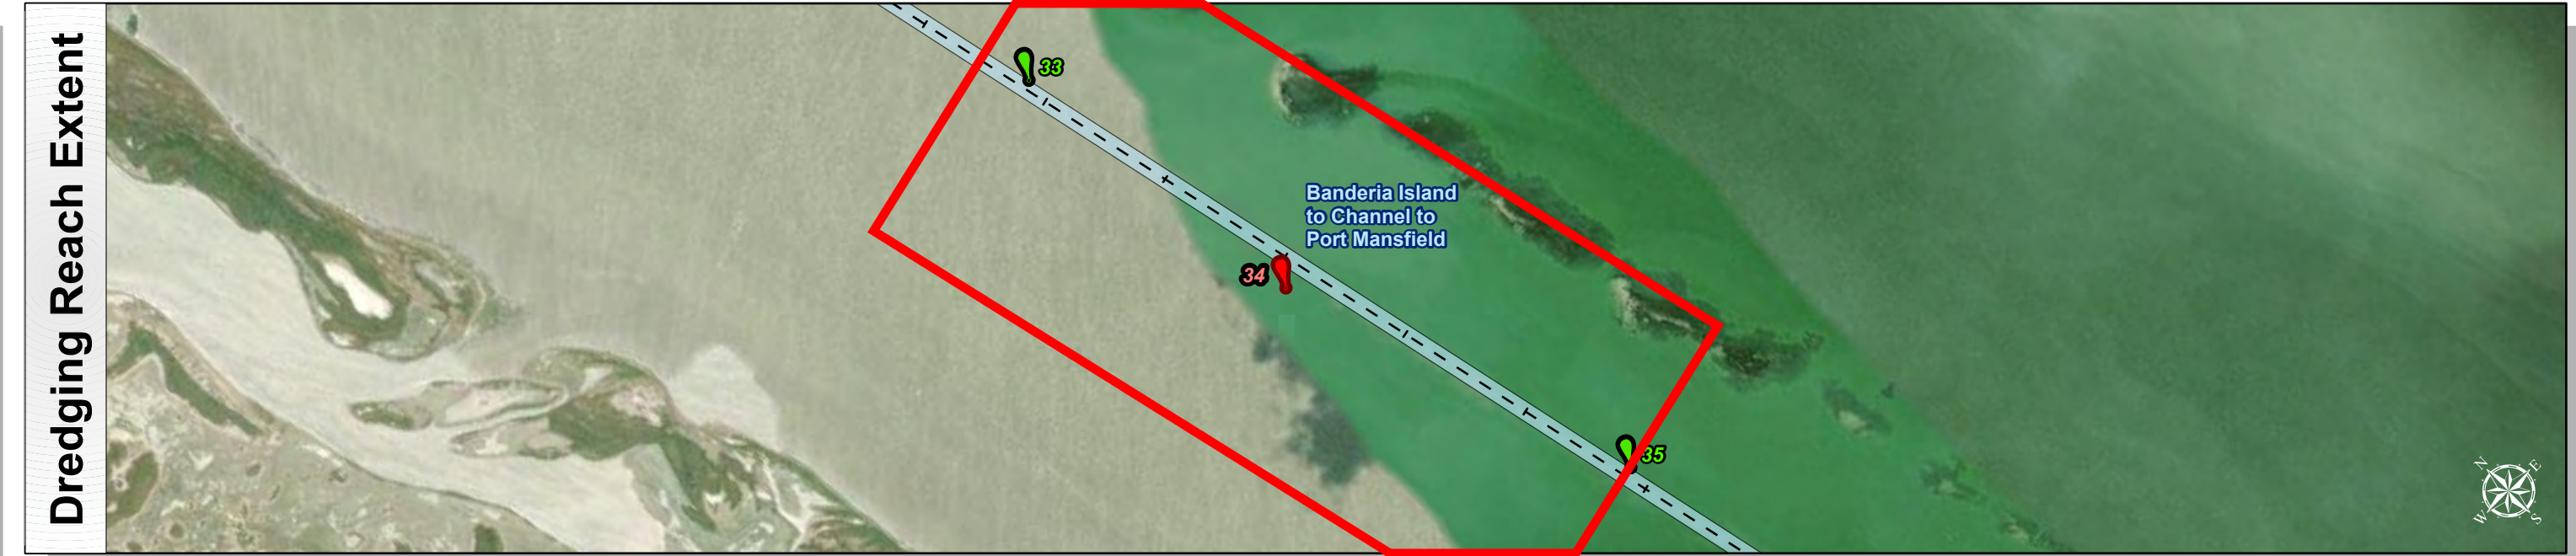 Dredging Reach Extent
33
Banderia Island
to Channel to
Port Mansfield
34
35
N
E
W
S